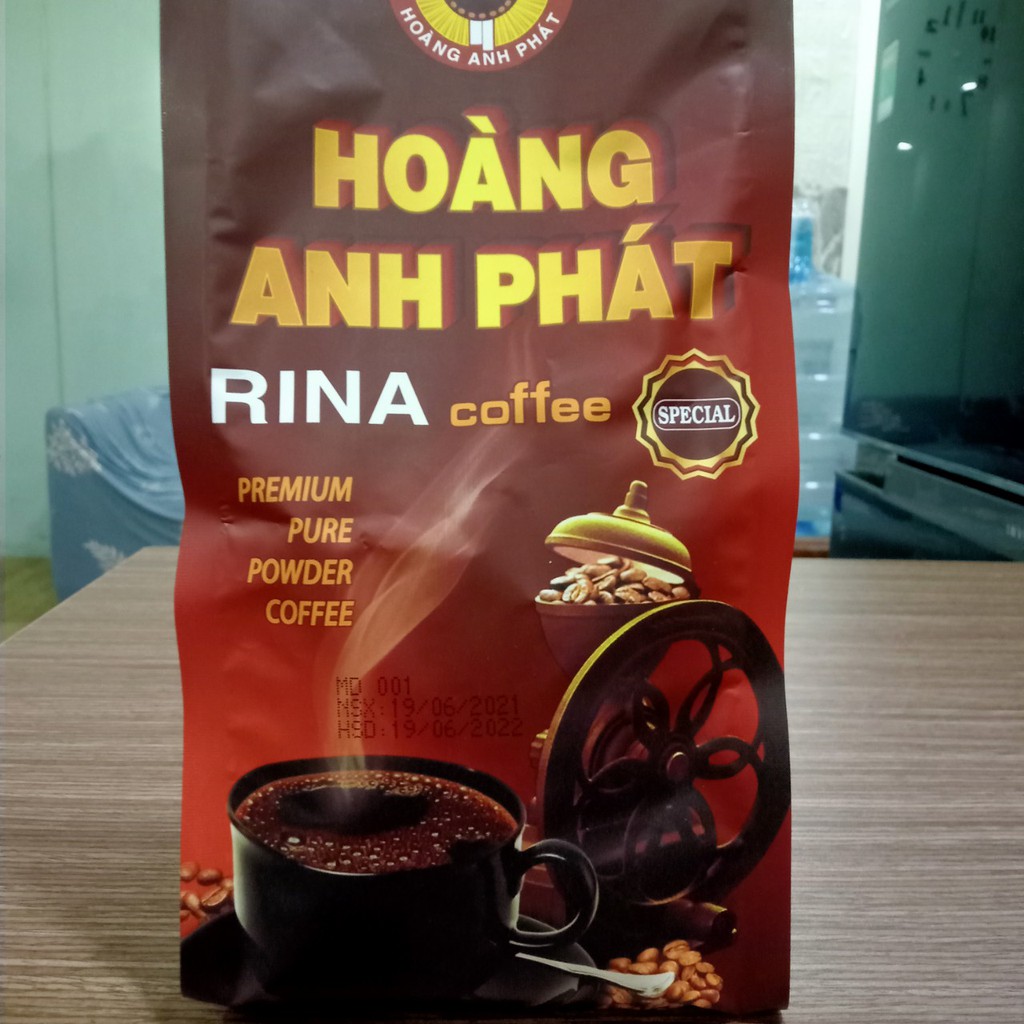 HOÀNG ANH PHÁT
HOÀNG
ANH PHÁT
RINA coffee
SPECIAL
PREMIUM
PURE
POWDER
COFFEE
MD 001
NSX:19/06/2021
HSD:19/06/2022